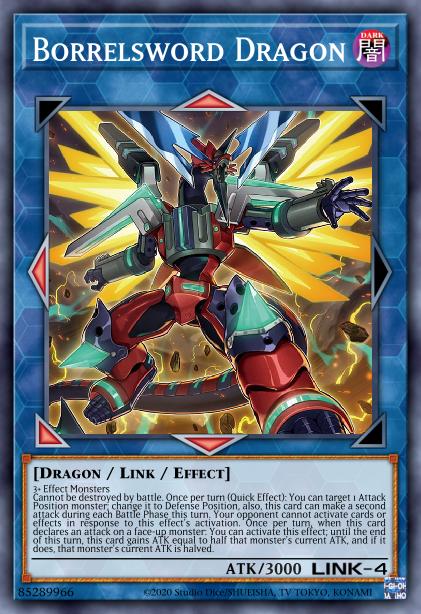 BORRELSWORD DRAGON
DARK
闇
[DRAGON / LINK / EFFECT]
3+ Effect Monsters
Cannot be destroyed by battle. Once per turn (Quick Effect): You can target 1 Attack
Position monster; change it to Defense Position, also, this card can make a second
attack during each Battle Phase this turn. Your opponent cannot activate cards or
effects in response to this effect's activation. Once per turn, when this card
declares an attack on a face-up monster: You can activate this effect; until the end
of this turn, this card gains ATK equal to half that monster's current ATK, and if it
does, that monster's current ATK is halved.
ATK/3000 LINK-4
85289966
©2020 Studio Dice/SHUEISHA, TV TOKYO, KONAMI